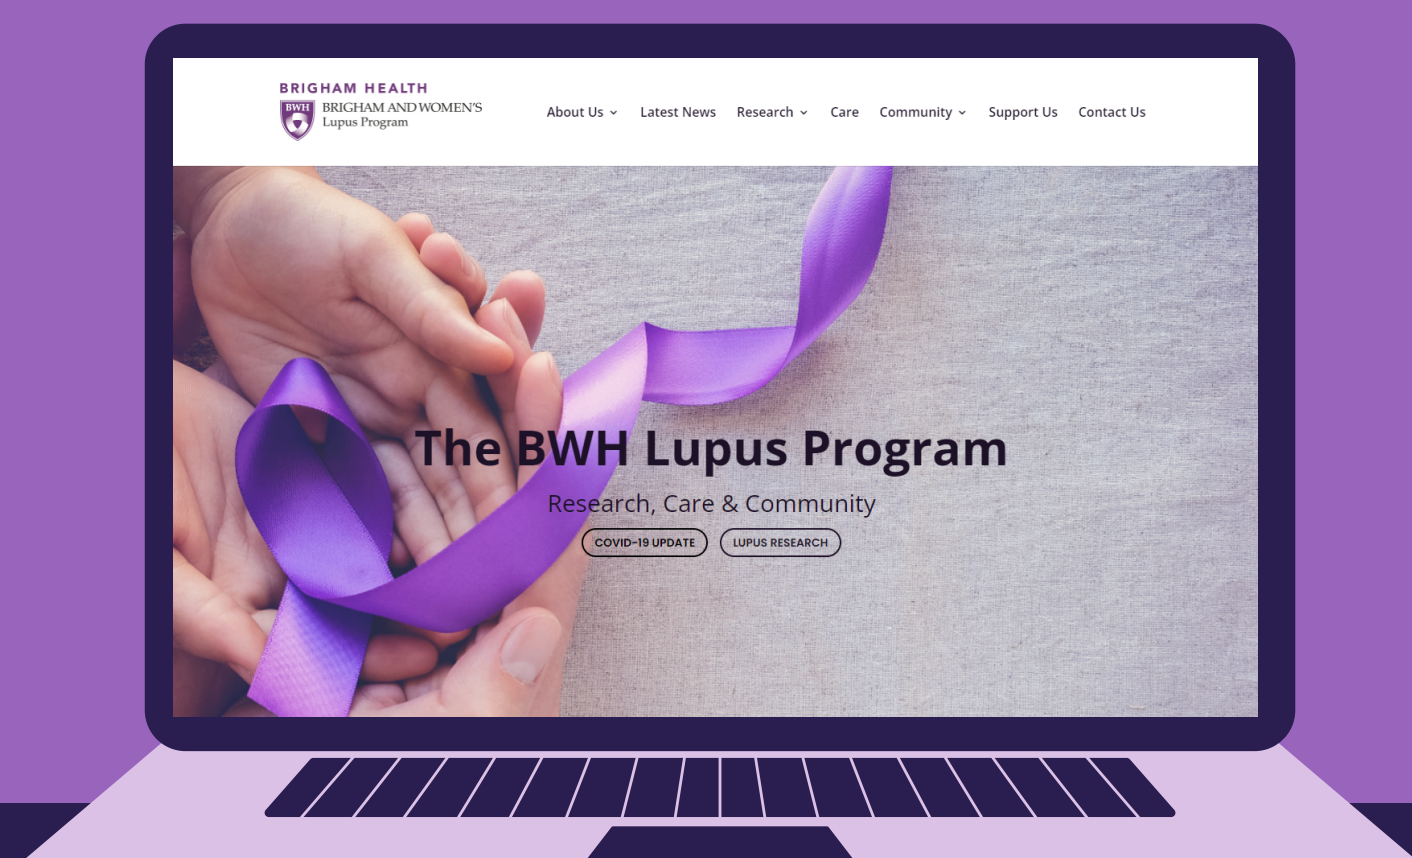 BRIGHAM HEALTH
BWH
BRIGHAM AND WOMEN'S
Lupus Program
About Us
Latest News
Research
Care
Community
Support Us
Contact Us
The BWH Lupus Program
Research, Care & Community
COVID-19 UPDATE
LUPUS RESEARCH